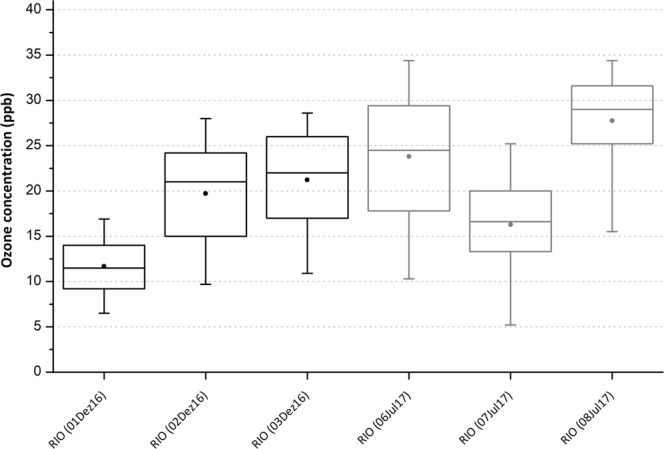 Ozone concentration (ppb)
40
35
30
25
20
15
10
5
0
RIO (01Dez16)
RIO (02Dez16)
RIO (03Dez16)
RIO (06Jul17)
RIO (07Jul17)
RIO (08Jul17)